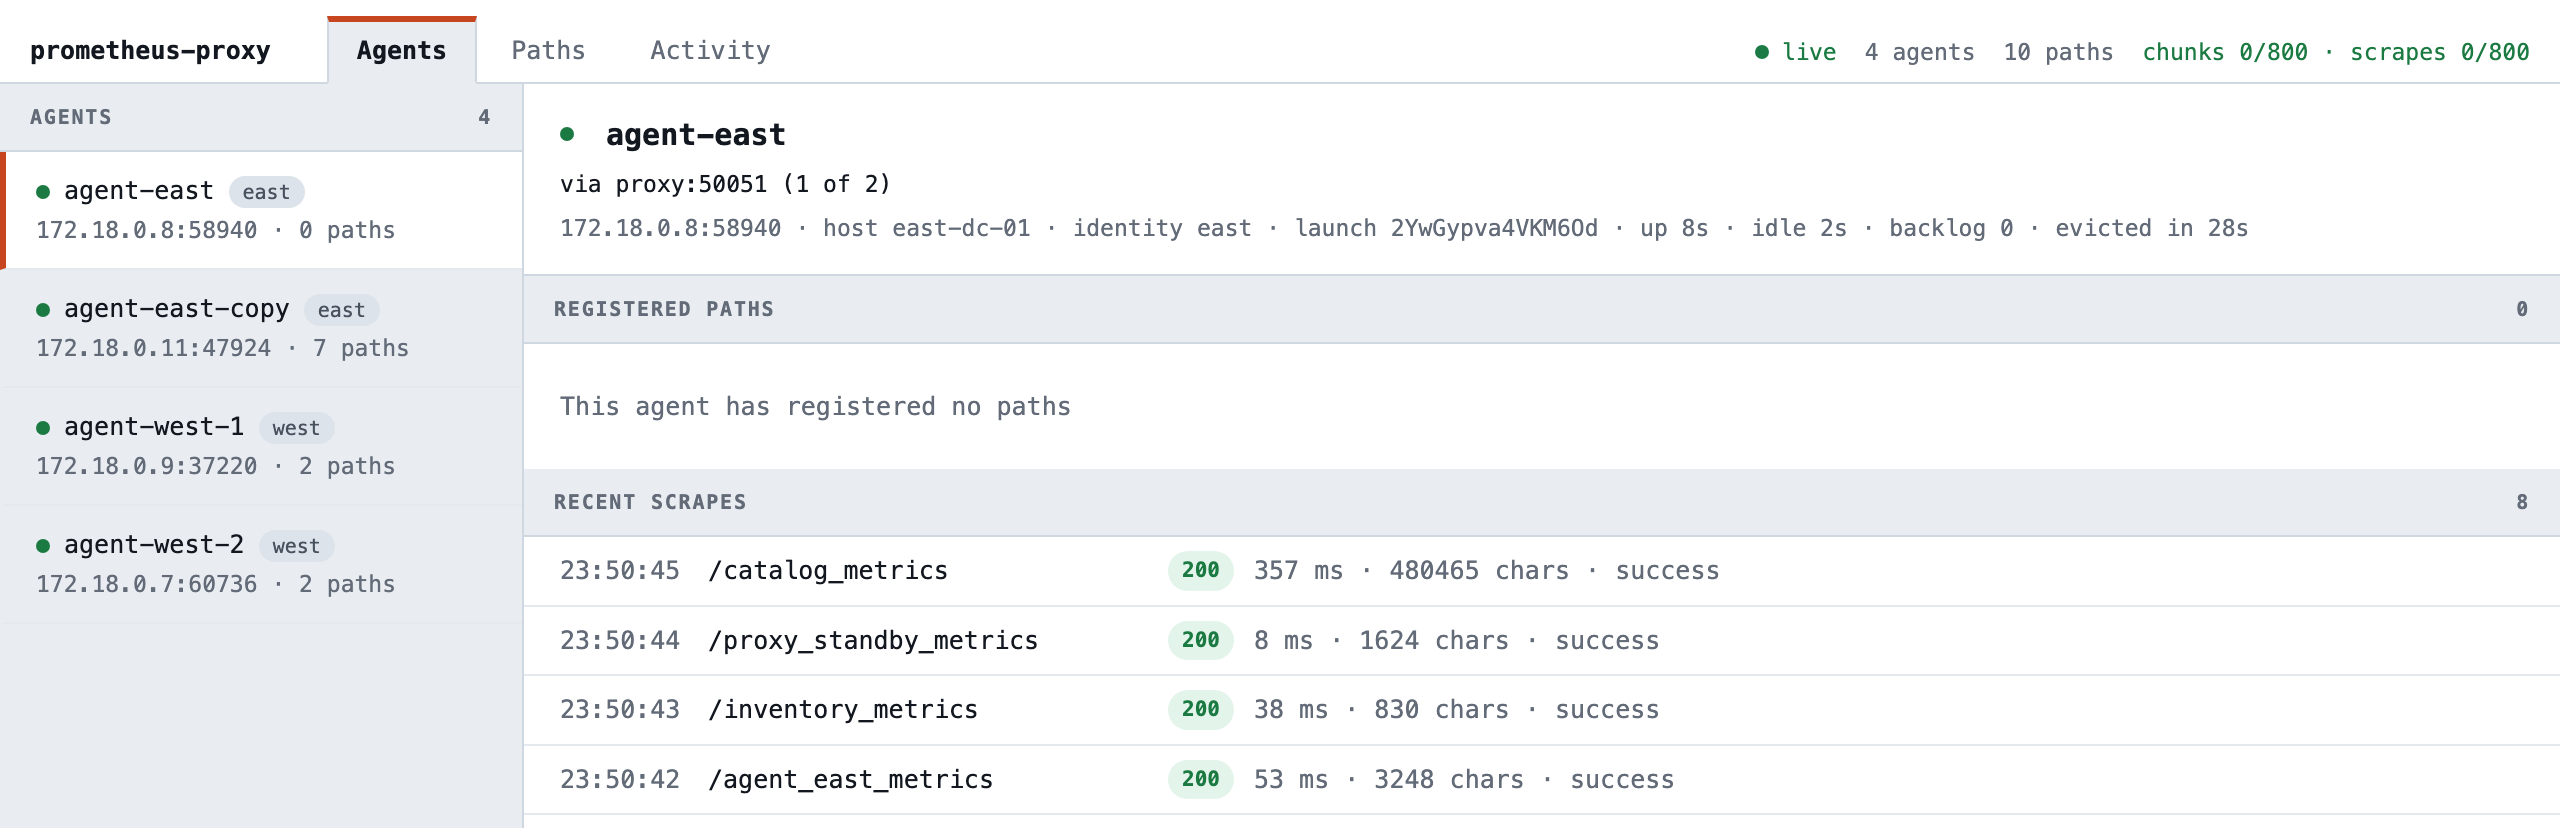 prometheus-proxy Agents Paths Activity live 4 agents 10 paths chunks 0/800 · scrapes 0/800
AGENTS 4
agent-east east
172.18.0.8:58940 · 0 paths
agent-east-copy east
172.18.0.11:47924 · 7 paths
agent-west-1 west
172.18.0.9:37220 · 2 paths
agent-west-2 west
172.18.0.7:60736 · 2 paths
agent-east
via proxy:50051 (1 of 2)
172.18.0.8:58940 · host east-dc-01 · identity east · launch 2YwGypva4VKM6Od · up 8s · idle 2s · backlog 0 · evicted in 28s
REGISTERED PATHS 0
This agent has registered no paths
RECENT SCRAPES 8
23:50:45 /catalog_metrics 200 357 ms · 480465 chars · success
23:50:44 /proxy_standby_metrics 200 8 ms · 1624 chars · success
23:50:43 /inventory_metrics 200 38 ms · 830 chars · success
23:50:42 /agent_east_metrics 200 53 ms · 3248 chars · success